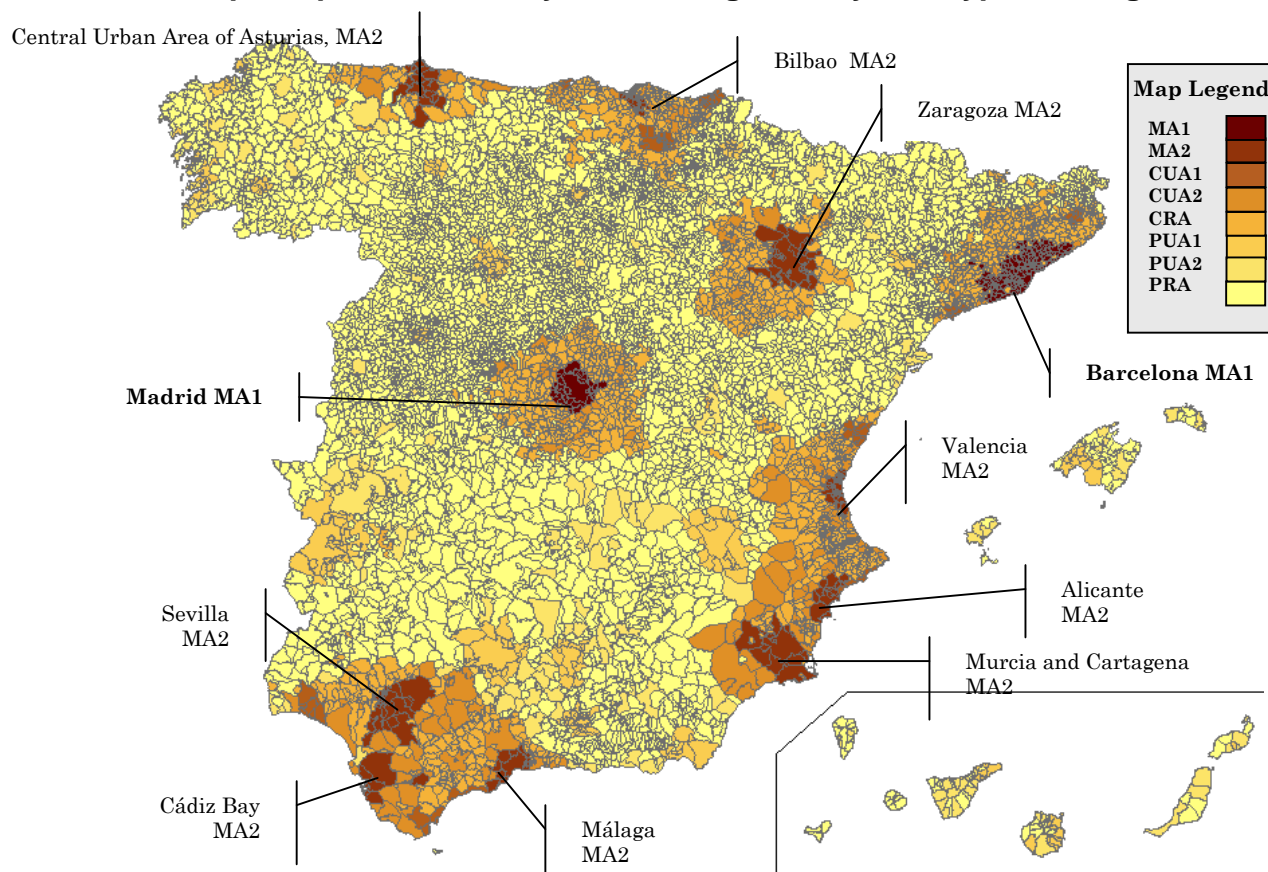 Central Urban Area of Asturias, MA2
Bilbao MA2
Zaragoza MA2
Map Legend
MA1
MA2
CUA1
CUA2
CRA
PUA1
PUA2
PRA
Madrid MA1
Barcelona MA1
Valencia
MA2
Alicante
MA2
Sevilla
MA2
Murcia and Cartagena
MA2
Cádiz Bay
MA2
Málaga
MA2